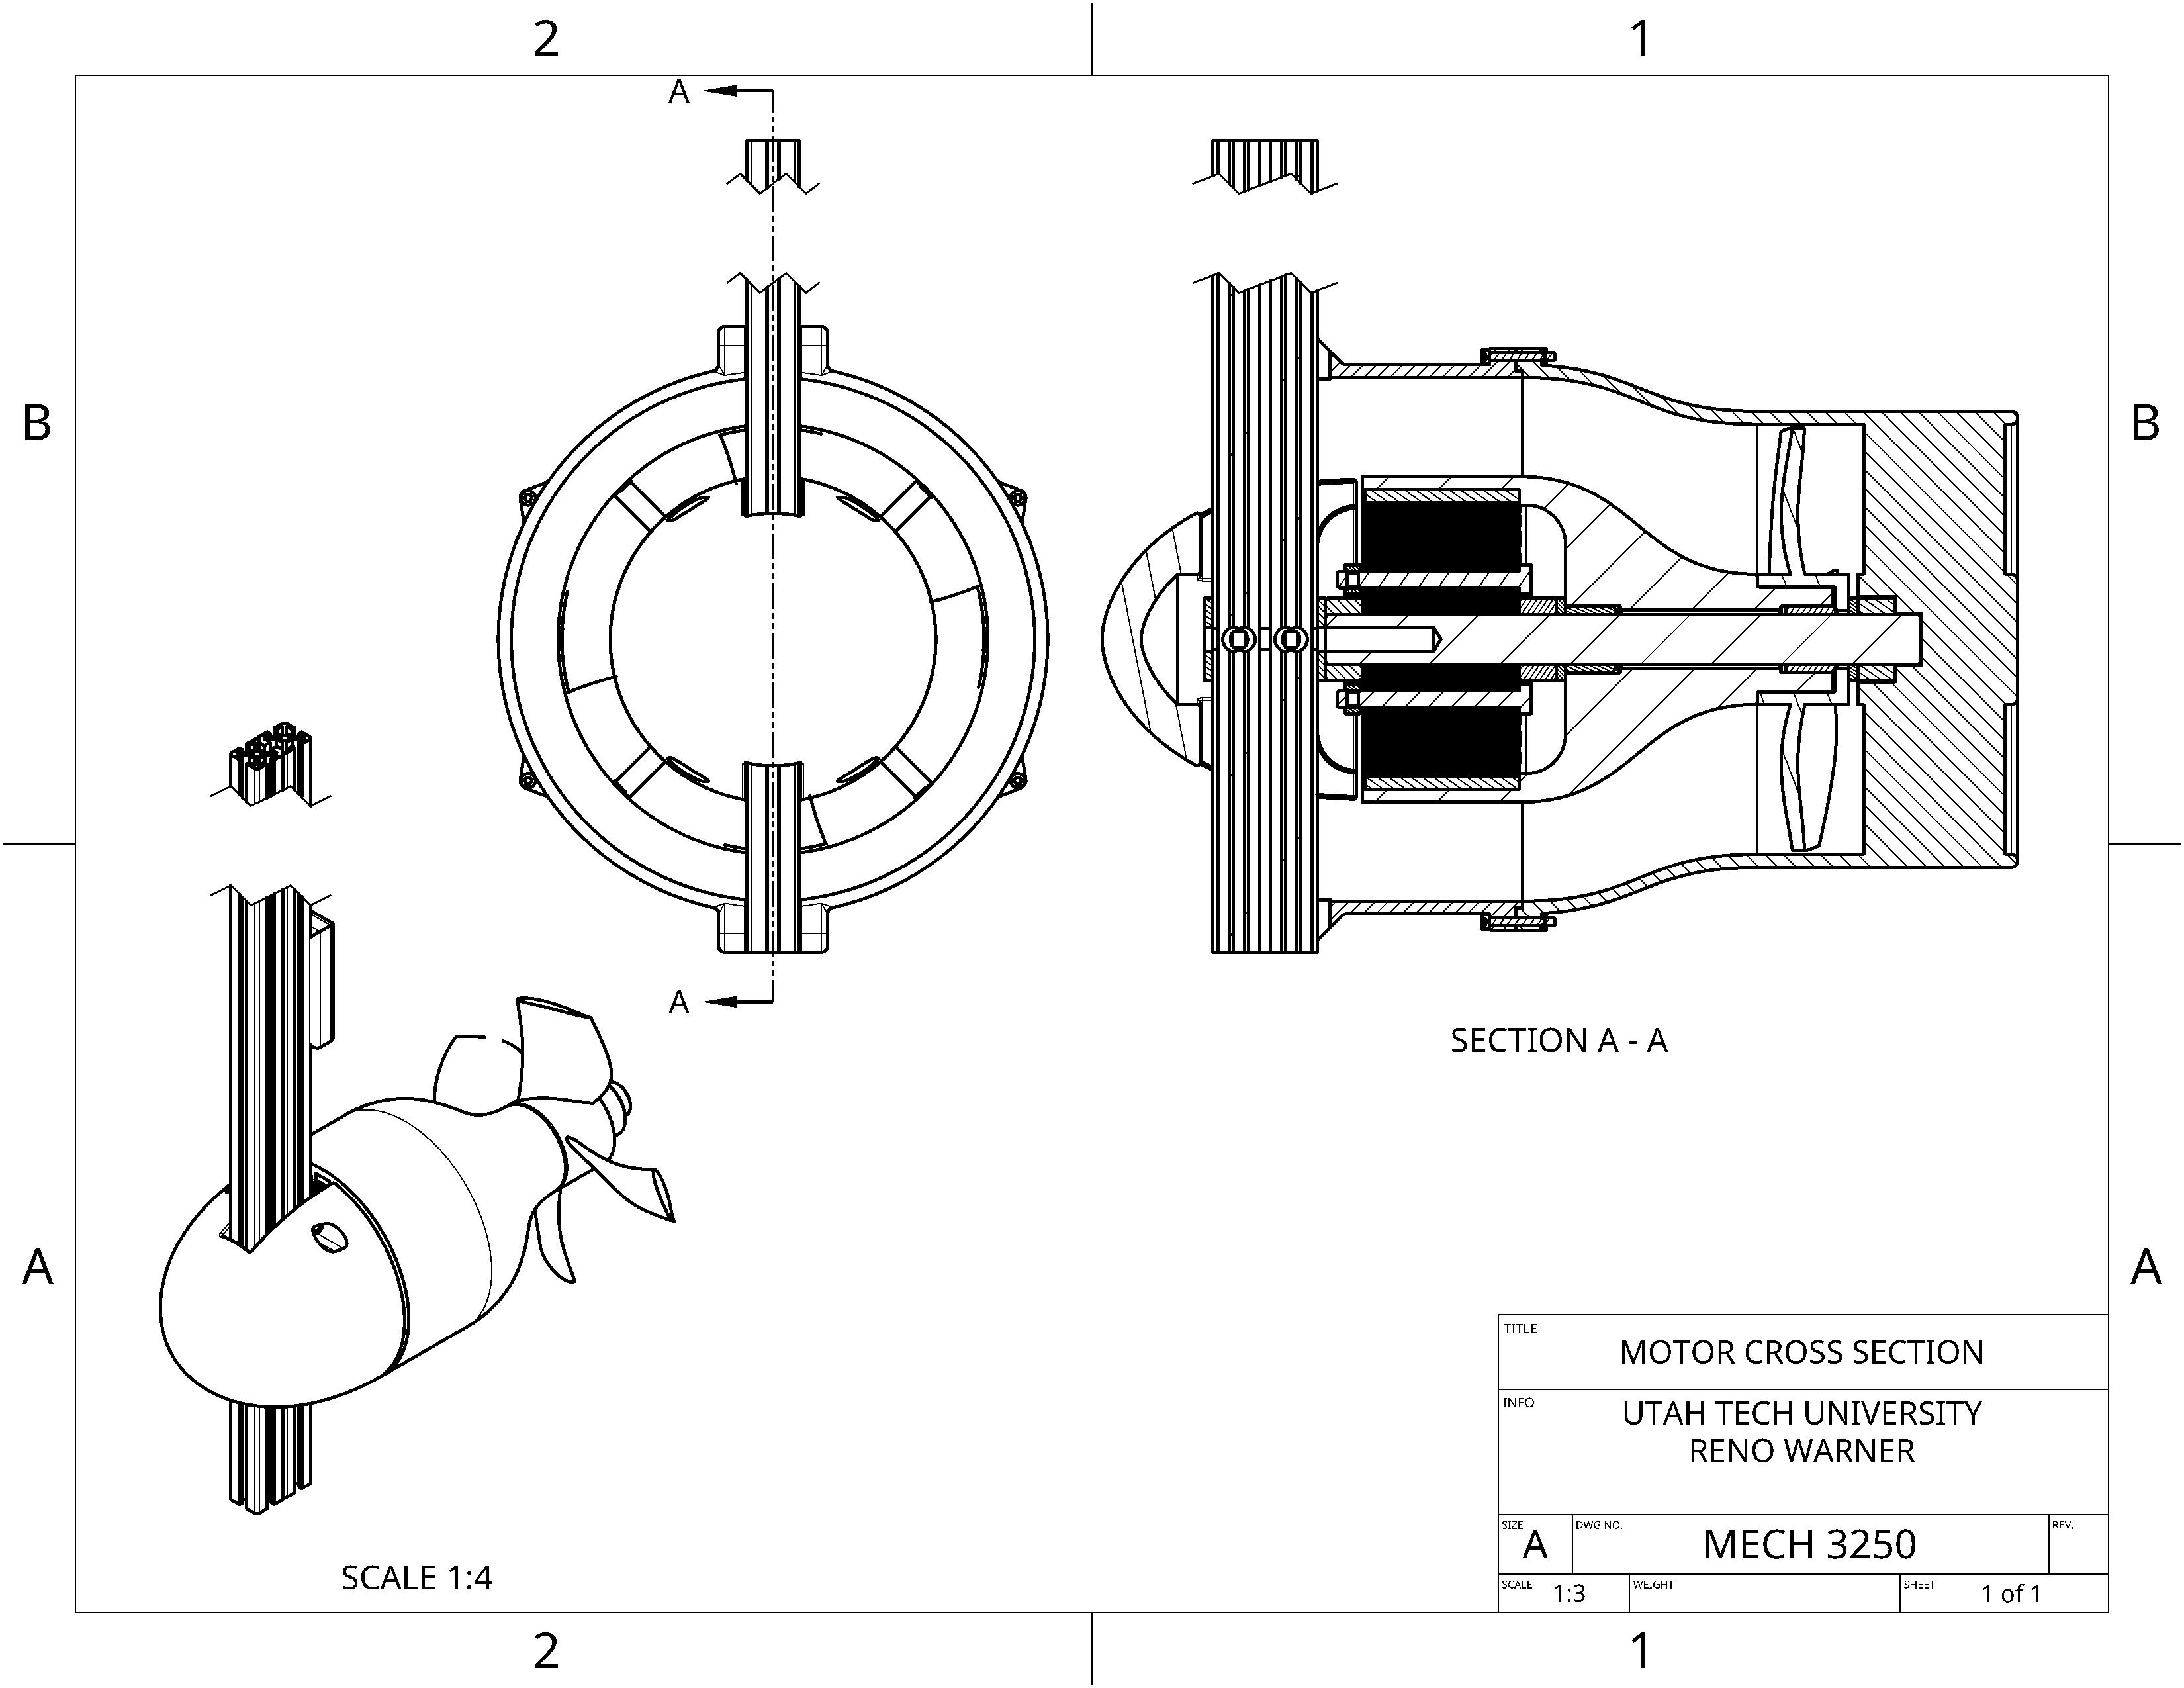 2
1
A
B
B
A
SECTION A - A
A
A
SCALE 1:4
TITLE
MOTOR CROSS SECTION
INFO
UTAH TECH UNIVERSITY
RENO WARNER
SIZE
A
DWG NO.
MECH 3250
REV.
SCALE
1:3
WEIGHT
SHEET
1 of 1
2
1